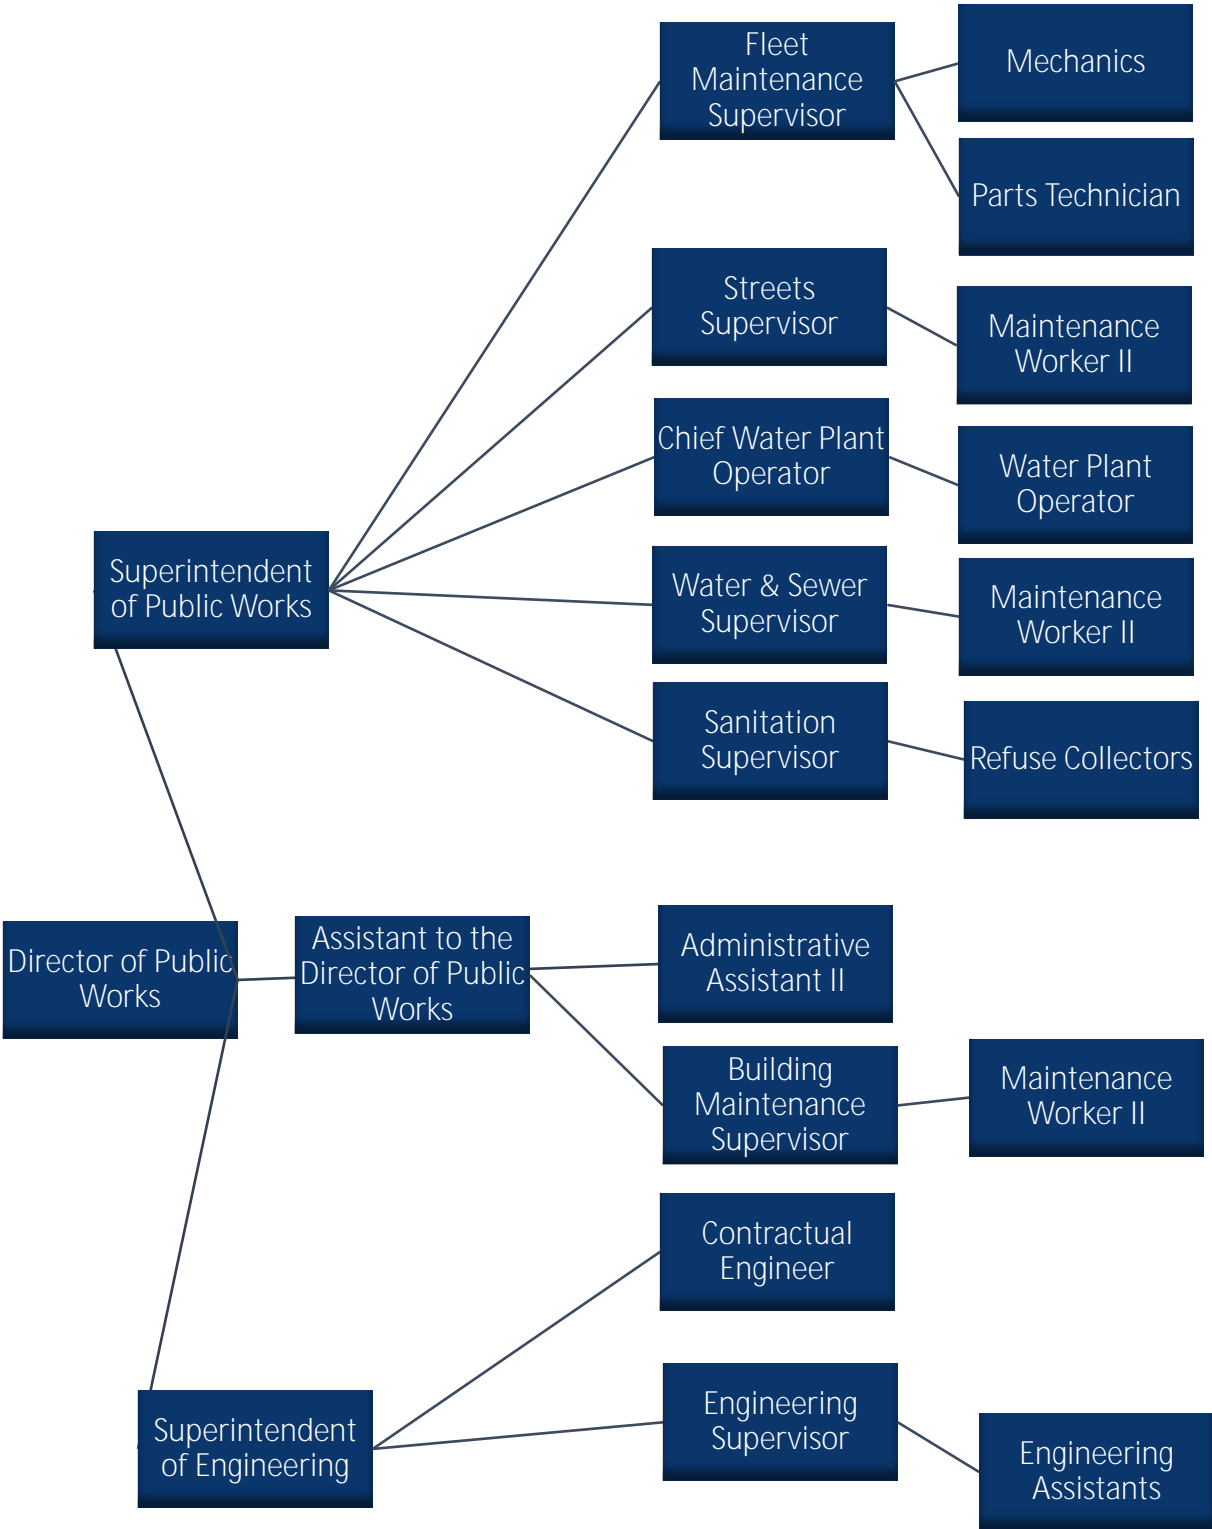 Fleet
Maintenance
Supervisor
Mechanics
Parts Technician
Streets
Supervisor
Maintenance
Worker II
Chief Water Plant
Operator
Water Plant
Operator
Superintendent
of Public Works
Water & Sewer
Supervisor
Maintenance
Worker II
Sanitation
Supervisor
Refuse Collectors
Director of Public
Works
Assistant to the
Director of Public
Works
Administrative
Assistant II
Building
Maintenance
Supervisor
Maintenance
Worker II
Contractual
Engineer
Superintendent
of Engineering
Engineering
Supervisor
Engineering
Assistants